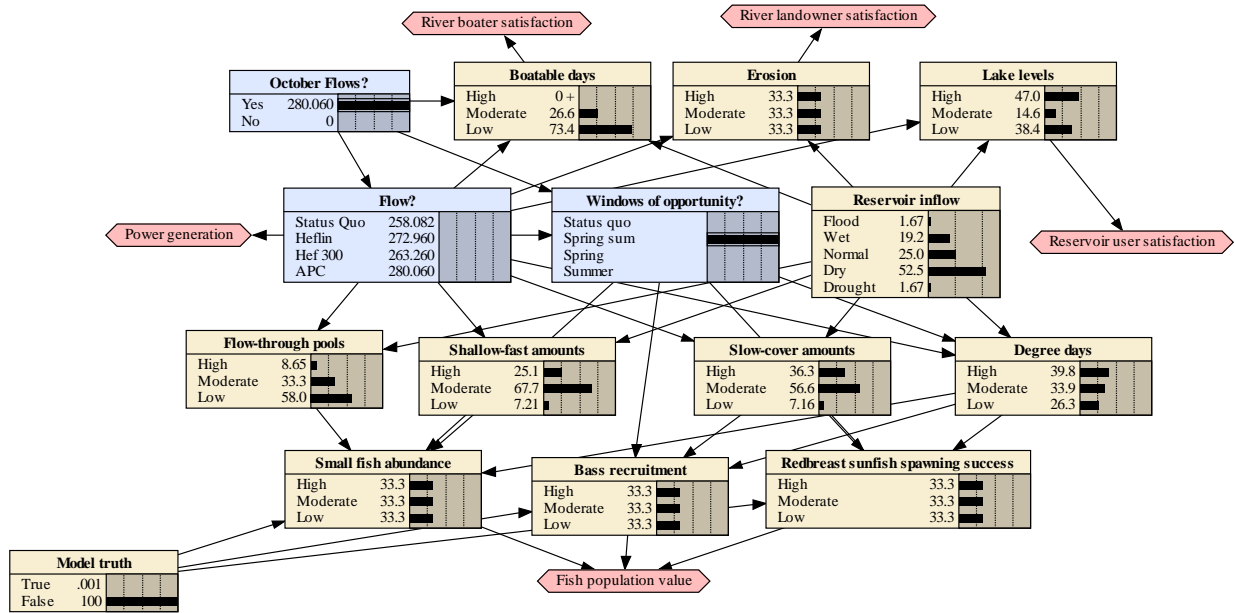 River boater satisfaction
River landowner satisfaction
October Flows?
Yes 280.060
No 0
Boatable days
High 0 +
Moderate 26.6
Low 73.4
Erosion
High 33.3
Moderate 33.3
Low 33.3
Lake levels
High 47.0
Moderate 14.6
Low 38.4
Power generation
Flow?
Status Quo 258.082
Heflin 272.960
Hef 300 263.260
APC 280.060
Windows of opportunity?
Status quo
Spring sum
Spring
Summer
Reservoir inflow
Flood 1.67
Wet 19.2
Normal 25.0
Dry 52.5
Drought 1.67
Reservoir user satisfaction
Flow-through pools
High 8.65
Moderate 33.3
Low 58.0
Shallow-fast amounts
High 25.1
Moderate 67.7
Low 7.21
Slow-cover amounts
High 36.3
Moderate 56.6
Low 7.16
Degree days
High 39.8
Moderate 33.9
Low 26.3
Small fish abundance
High 33.3
Moderate 33.3
Low 33.3
Bass recruitment
High 33.3
Moderate 33.3
Low 33.3
Redbreast sunfish spawning success
High 33.3
Moderate 33.3
Low 33.3
Model truth
True .001
False 100
Fish population value